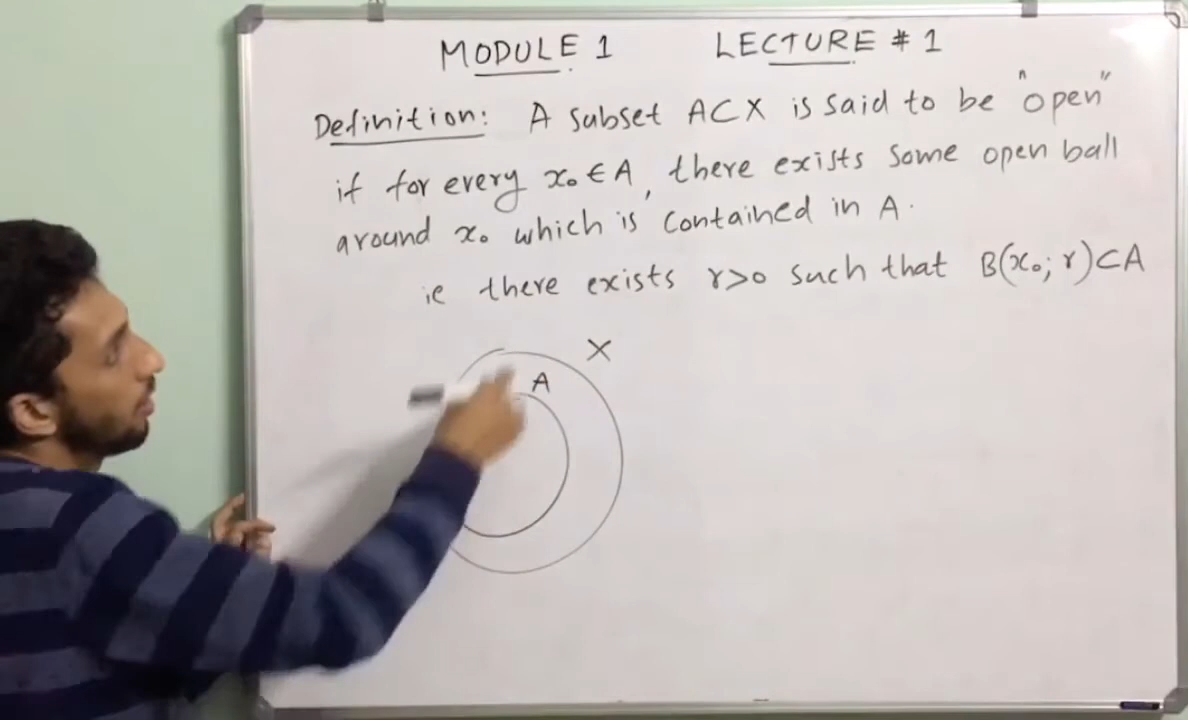 MODULE 1 LECTURE # 1
Definition: A subset A⊂X is said to be "open"
if for every x₀∈A, there exists some open ball
around x₀ which is contained in A.
ie there exists r>0 such that B(x₀; r)⊂A
X
A